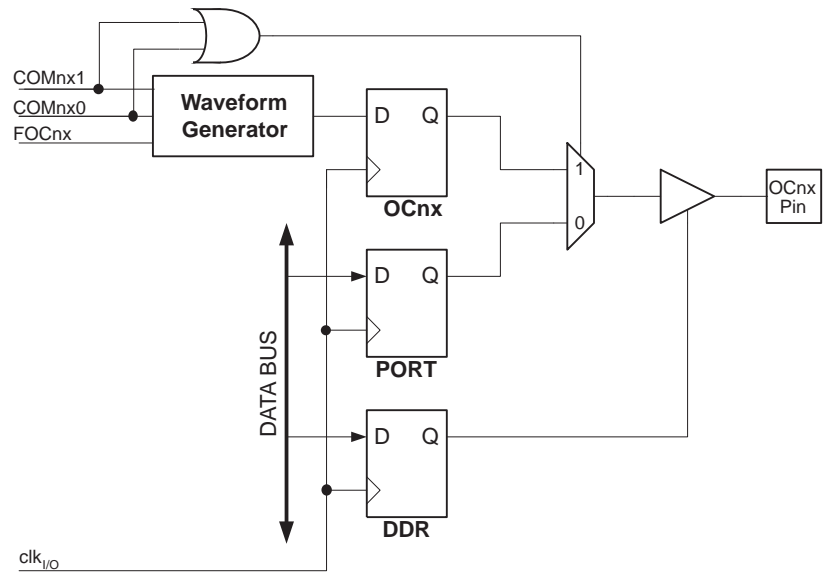 COMnx1
COMnx0
FOCnx
Waveform
Generator
D Q
OCnx
1
0
OCnx
Pin
D Q
PORT
DATA BUS
D Q
DDR
clkI/O